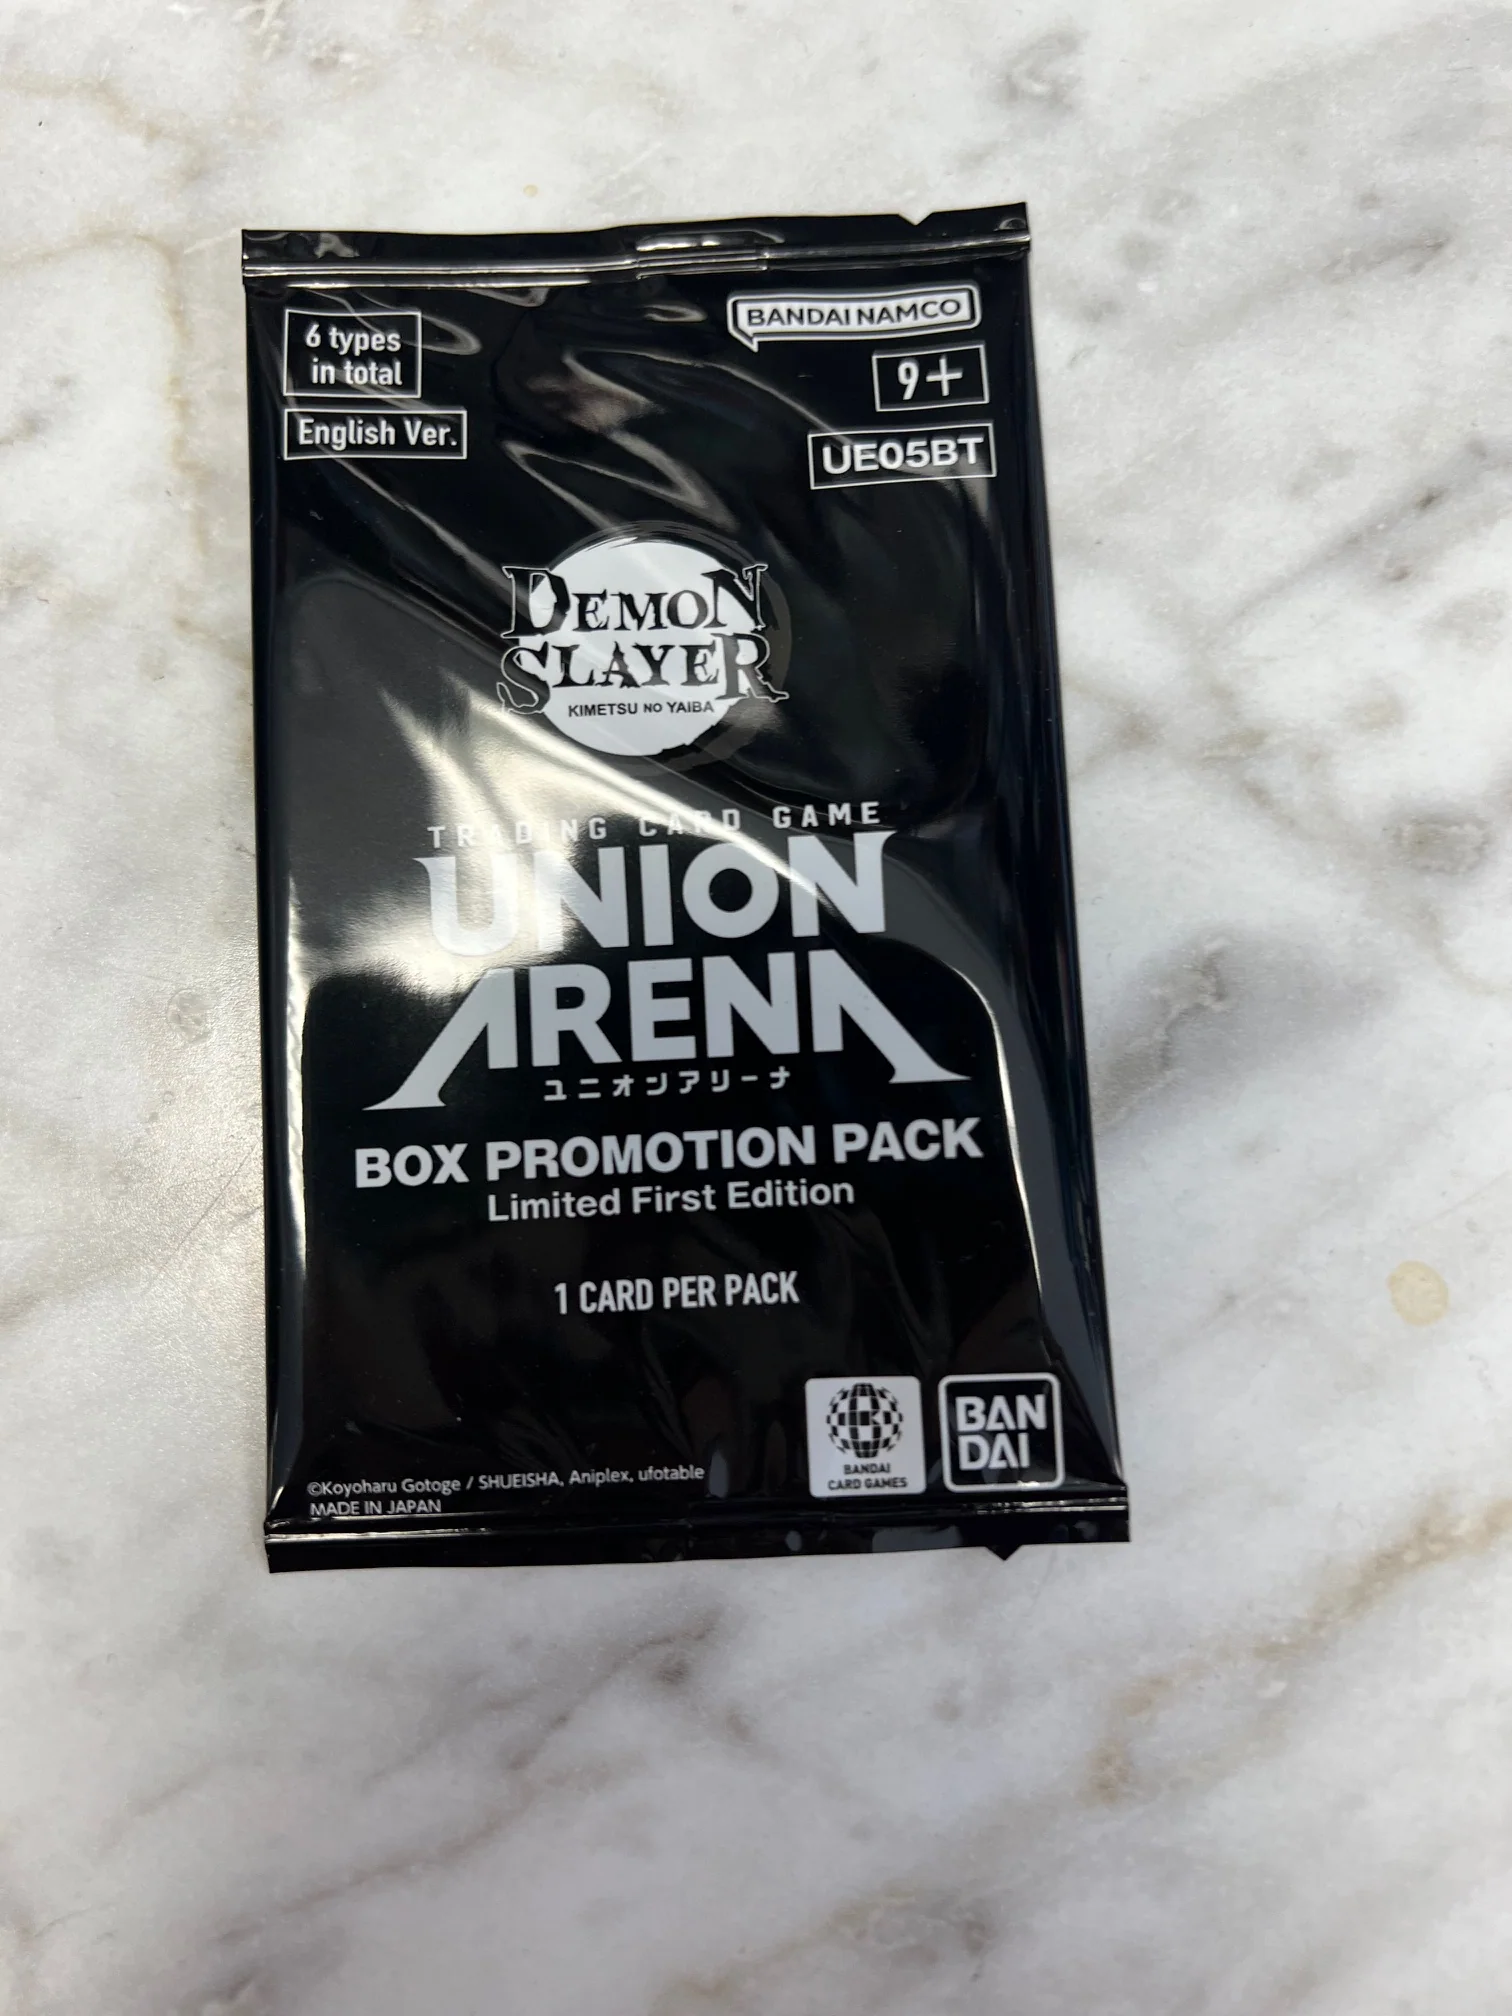 6 types
in total
English Ver.
BANDAI NAMCO
9+
UE05BT
DEMON
SLAYER
KIMETSU NO YAIBA
TRADING CARD GAME
UNION
ARENA
ユニオンアリーナ
BOX PROMOTION PACK
Limited First Edition
1 CARD PER PACK
©Koyoharu Gotoge / SHUEISHA, Aniplex, ufotable
MADE IN JAPAN
BANDAI
CARD GAMES
BAN
DAI